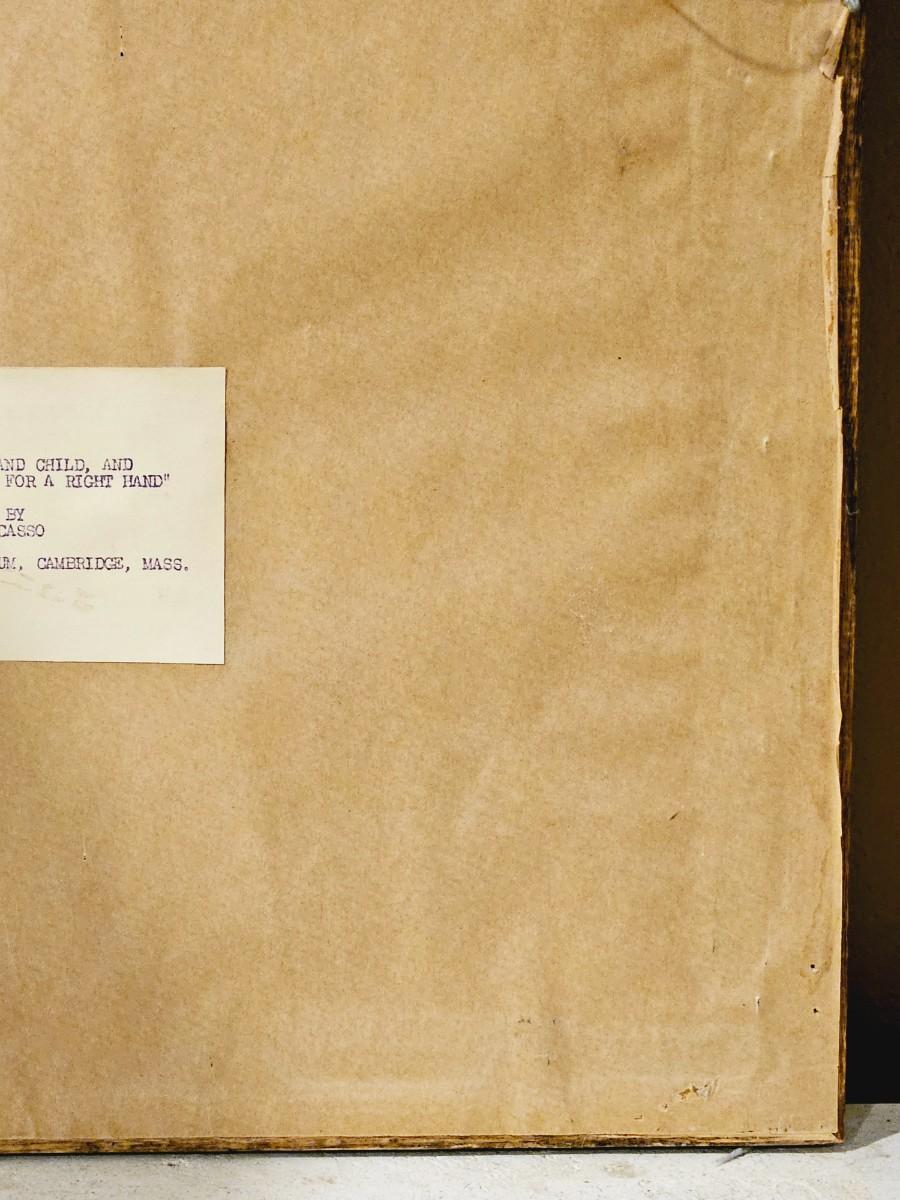 AND CHILD, AND
FOR A RIGHT HAND"
BY
CASSO
UM, CAMBRIDGE, MASS.